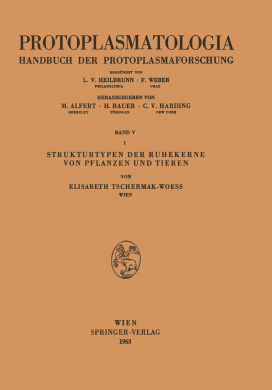 PROTOPLASMATOLOGIA
HANDBUCH DER PROTOPLASMAFORSCHUNG
BEGRÜNDET VON
L. V. HEILBRUNN · F. WEBER
PHILADELPHIA GRAZ
HERAUSGEGEBEN VON
M. ALFERT · H. BAUER · C. V. HARDING
BERKELEY TÜBINGEN NEW YORK
BAND V
1
STRUKTURTYPEN DER RUHEKERNE
VON PFLANZEN UND TIEREN
VON
ELISABETH TSCHERMAK-WOESS
WIEN
WIEN
SPRINGER-VERLAG
1963